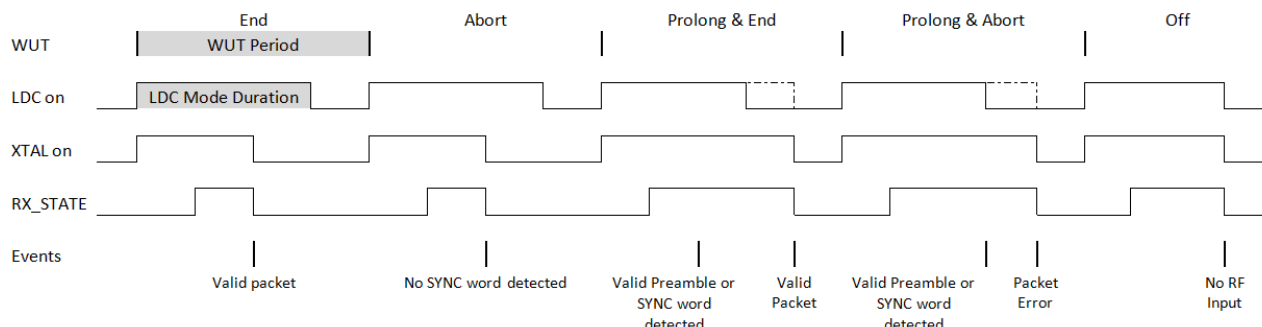 End Abort Prolong & End Prolong & Abort Off
WUT WUT Period
LDC on LDC Mode Duration
XTAL on
RX_STATE
Events
Valid packet No SYNC word detected Valid Preamble or Valid Valid Preamble or Packet No RF
SYNC word Packet SYNC word Error Input
detected detected